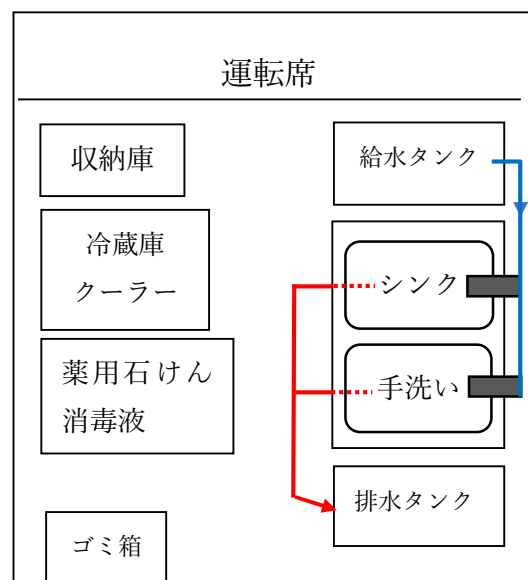 運転席
収納庫
給水タンク
冷蔵庫
クーラー
シンク
薬用石けん
消毒液
手洗い
排水タンク
ゴミ箱